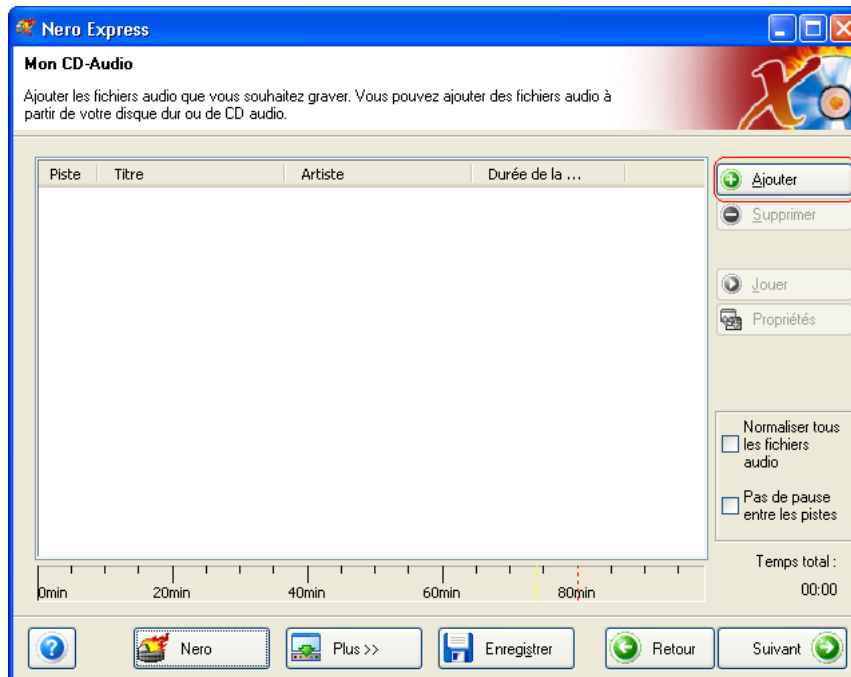 Nero Express
Mon CD-Audio
Ajouter les fichiers audio que vous souhaitez graver. Vous pouvez ajouter des fichiers audio à
partir de votre disque dur ou de CD audio.
Piste Titre Artiste Durée de la ...
Ajouter
Supprimer
Jouer
Propriétés
Normaliser tous
les fichiers
audio
Pas de pause
entre les pistes
Temps total :
00:00
0min 20min 40min 60min 80min
Nero Plus >> Enregistrer Retour Suivant